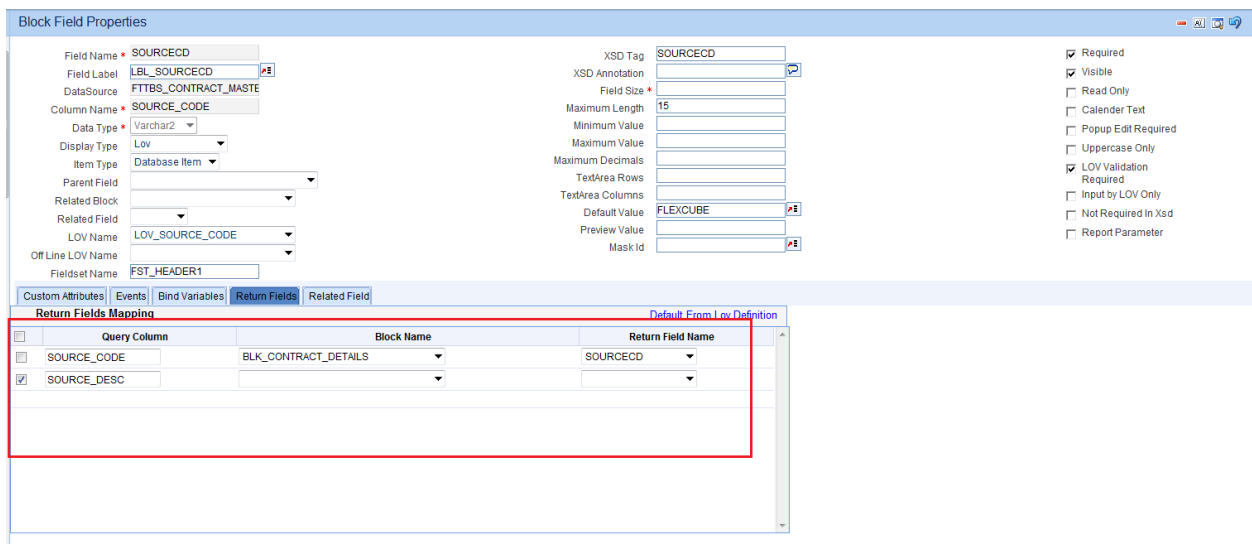 Block Field Properties
Field Name * SOURCECD
Field Label LBL_SOURCECD
DataSource FTTBS_CONTRACT_MASTE
Column Name * SOURCE_CODE
Data Type * Varchar2
Display Type Lov
Item Type Database Item
Parent Field
Related Block
Related Field
LOV Name LOV_SOURCE_CODE
Off Line LOV Name
Fieldset Name FST_HEADER1
XSD Tag SOURCECD
XSD Annotation
Field Size *
Maximum Length 15
Minimum Value
Maximum Value
Maximum Decimals
TextArea Rows
TextArea Columns
Default Value FLEXCUBE
Preview Value
Mask Id
Required
Visible
Read Only
Calender Text
Popup Edit Required
Uppercase Only
LOV Validation
Required
Input by LOV Only
Not Required In Xsd
Report Parameter
Custom Attributes Events Bind Variables Return Fields Related Field
Return Fields Mapping Default From Lov Definition
Query Column Block Name Return Field Name
SOURCE_CODE BLK_CONTRACT_DETAILS SOURCECD
SOURCE_DESC